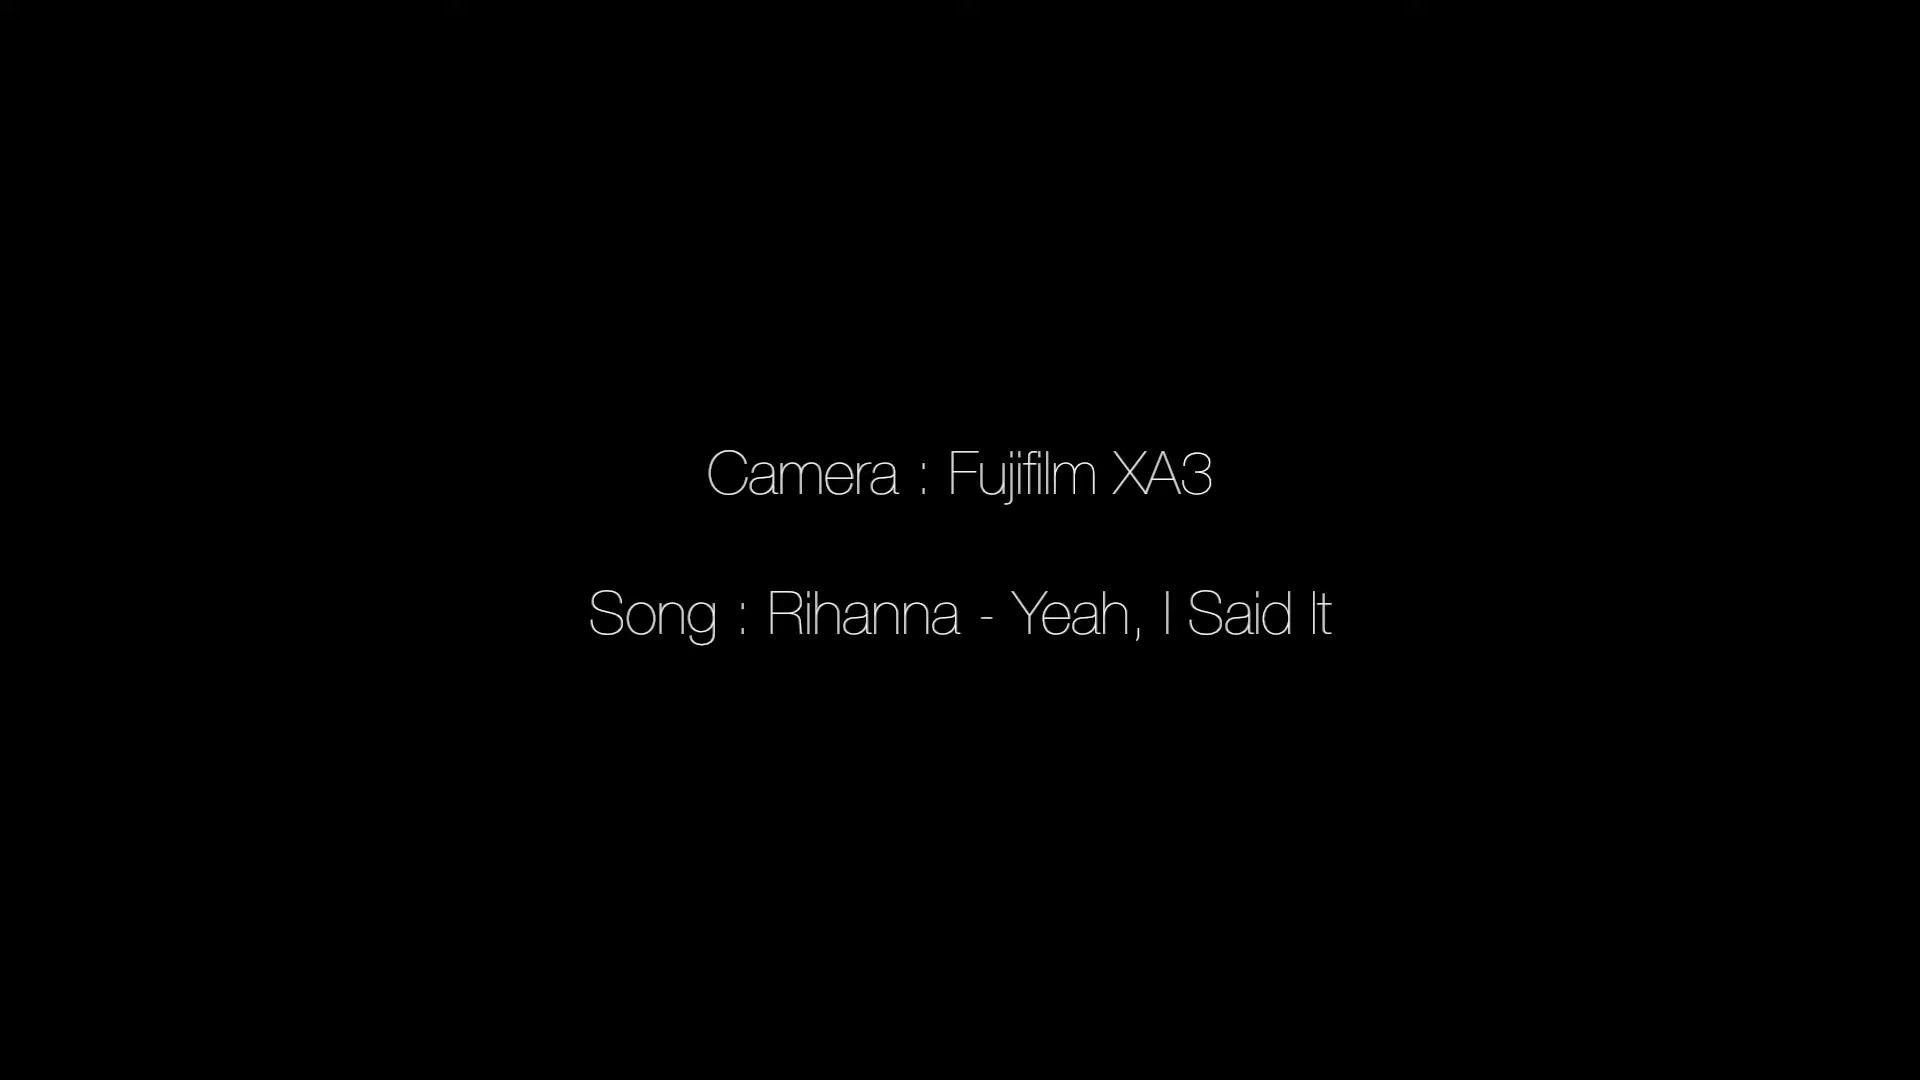 Camera : Fujifilm XA3
Song : Rihanna - Yeah, I Said It